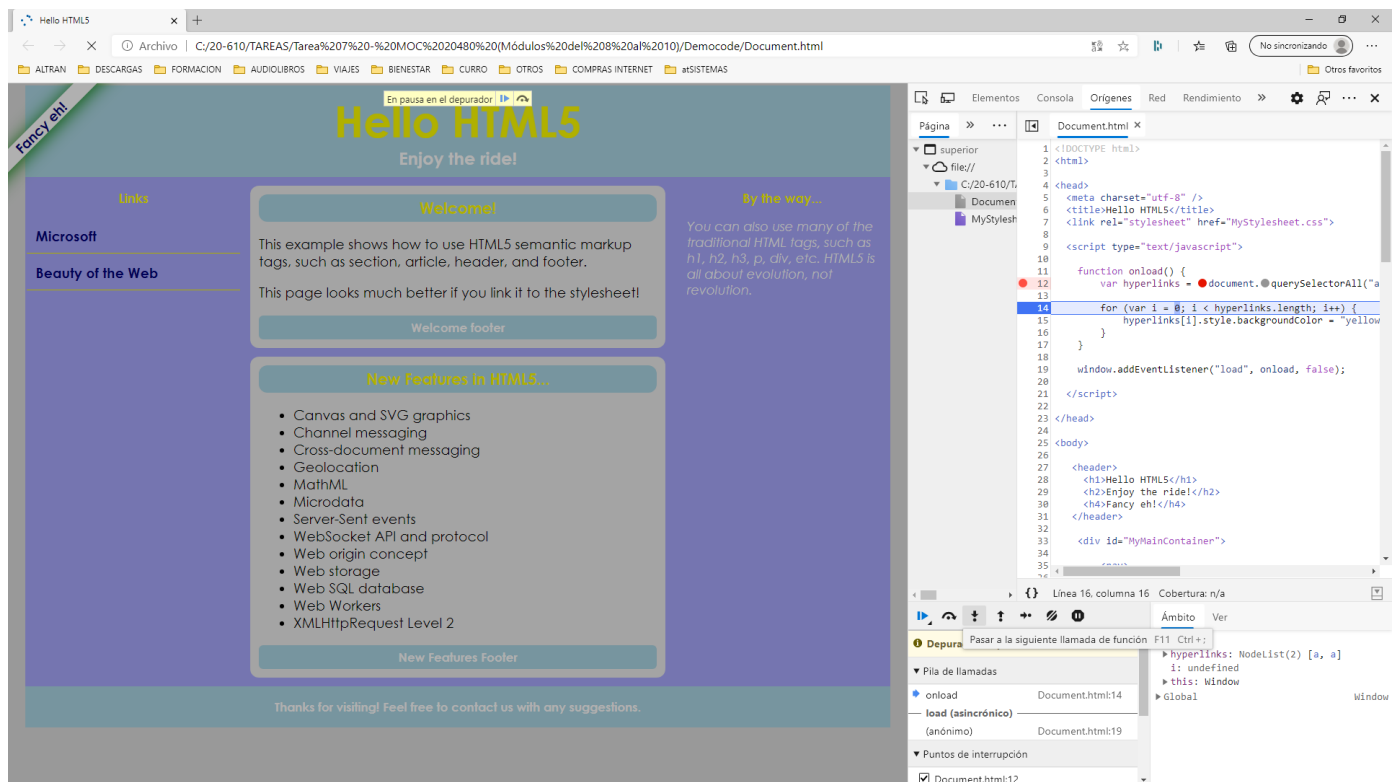 Hello HTML5
Archivo C:/20-610/TAREAS/Tarea%207%20-%20MOC%2020480%20(Módulos%20del%208%20al%2010)/Democode/Document.html
No sincronizando
ALTRAN DESCARGAS FORMACION AUDIOLIBROS VIAJES BIENESTAR CURRO OTROS COMPRAS INTERNET atSISTEMAS Otros favoritos
En pausa en el depurador
Fancy eh!
Hello HTML5
Enjoy the ride!
Links
Microsoft
Beauty of the Web
Welcome!
This example shows how to use HTML5 semantic markup
tags, such as section, article, header, and footer.
This page looks much better if you link it to the stylesheet!
Welcome footer
New Features in HTML5...
• Canvas and SVG graphics
• Channel messaging
• Cross-document messaging
• Geolocation
• MathML
• Microdata
• Server-Sent events
• WebSocket API and protocol
• Web origin concept
• Web storage
• Web SQL database
• Web Workers
• XMLHttpRequest Level 2
New Features Footer
By the way...
You can also use many of the
traditional HTML tags, such as
h1, h2, h3, p, div, etc. HTML5 is
all about evolution, not
revolution.
Thanks for visiting! Feel free to contact us with any suggestions.
Elementos Consola Orígenes Red Rendimiento
Página
Document.html
superior
file://
C:/20-610/T
Documen
MyStylesh
1 <!DOCTYPE html>
2 <html>
3
4 <head>
5 <meta charset="utf-8" />
6 <title>Hello HTML5</title>
7 <link rel="stylesheet" href="MyStylesheet.css">
8
9 <script type="text/javascript">
10
11 function onload() {
12 var hyperlinks = document.querySelectorAll("a
13
14 for (var i = 0; i < hyperlinks.length; i++) {
15 hyperlinks[i].style.backgroundColor = "yellow
16 }
17 }
18
19 window.addEventListener("load", onload, false);
20
21 </script>
22
23 </head>
24
25 <body>
26
27 <header>
28 <h1>Hello HTML5</h1>
29 <h2>Enjoy the ride!</h2>
30 <h4>Fancy eh!</h4>
31 </header>
32
33 <div id="MyMainContainer">
34
35
{} Línea 16, columna 16 Cobertura: n/a
Pasar a la siguiente llamada de función F11 Ctrl + ;
Depura
Pila de llamadas
onload Document.html:14
load (asincrónico)
(anónimo) Document.html:19
Puntos de interrupción
Document.html:12
Ámbito Ver
hyperlinks: NodeList(2) [a, a]
i: undefined
this: Window
Global Window